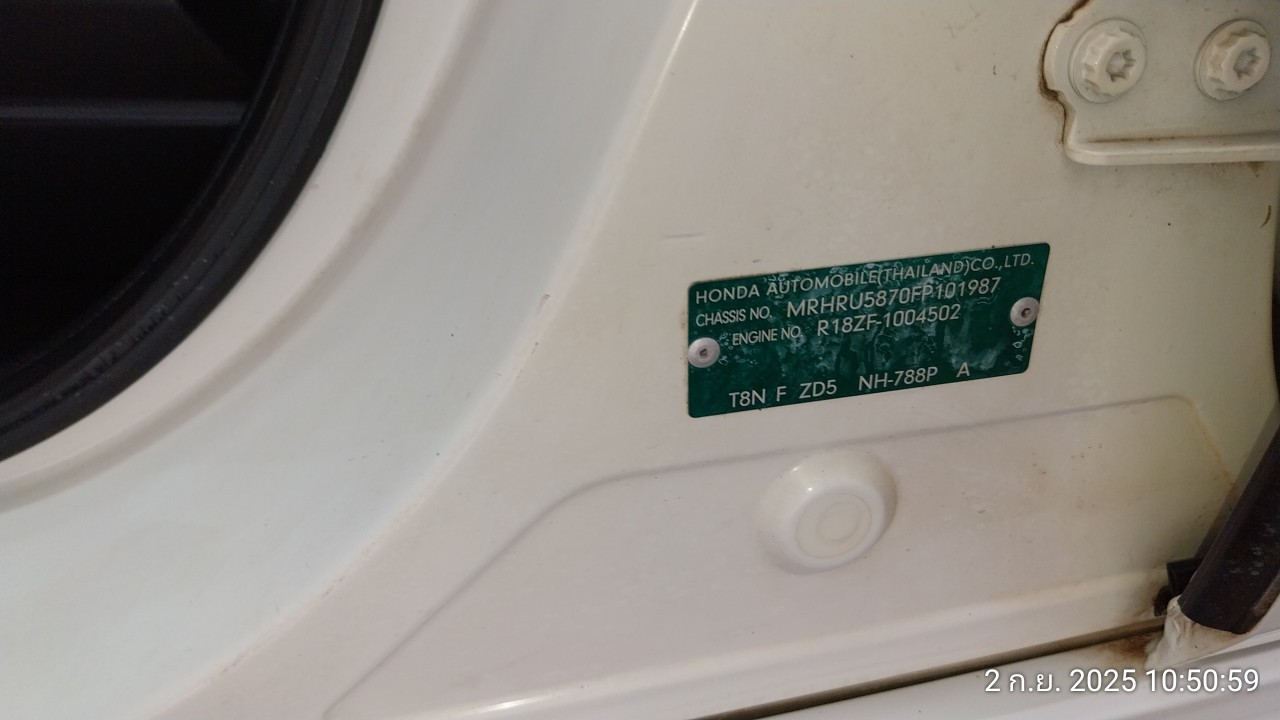 HONDA AUTOMOBILE(THAILAND)CO.,LTD.
CHASSIS NO. MRHRU5870FP101987
ENGINE NO. R18ZF-1004502
T8N F ZD5 NH-788P A
2 ก.ย. 2025 10:50:59